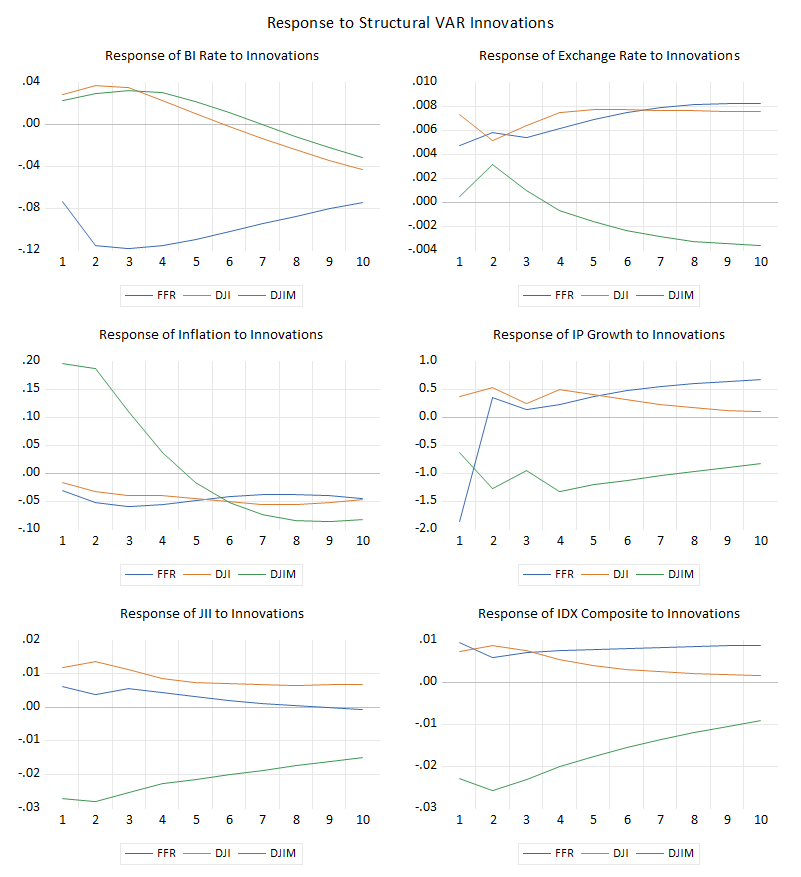 Response to Structural VAR Innovations
Response of BI Rate to Innovations
.04
.00
-.04
-.08
-.12
1 2 3 4 5 6 7 8 9 10
FFR DJI DJIM
Response of Exchange Rate to Innovations
.010
.008
.006
.004
.002
.000
-.002
-.004
1 2 3 4 5 6 7 8 9 10
FFR DJI DJIM
Response of Inflation to Innovations
.20
.15
.10
.05
.00
-.05
-.10
1 2 3 4 5 6 7 8 9 10
FFR DJI DJIM
Response of IP Growth to Innovations
1.0
0.5
0.0
-0.5
-1.0
-1.5
-2.0
1 2 3 4 5 6 7 8 9 10
FFR DJI DJIM
Response of JII to Innovations
.02
.01
.00
-.01
-.02
-.03
1 2 3 4 5 6 7 8 9 10
FFR DJI DJIM
Response of IDX Composite to Innovations
.01
.00
-.01
-.02
-.03
1 2 3 4 5 6 7 8 9 10
FFR DJI DJIM